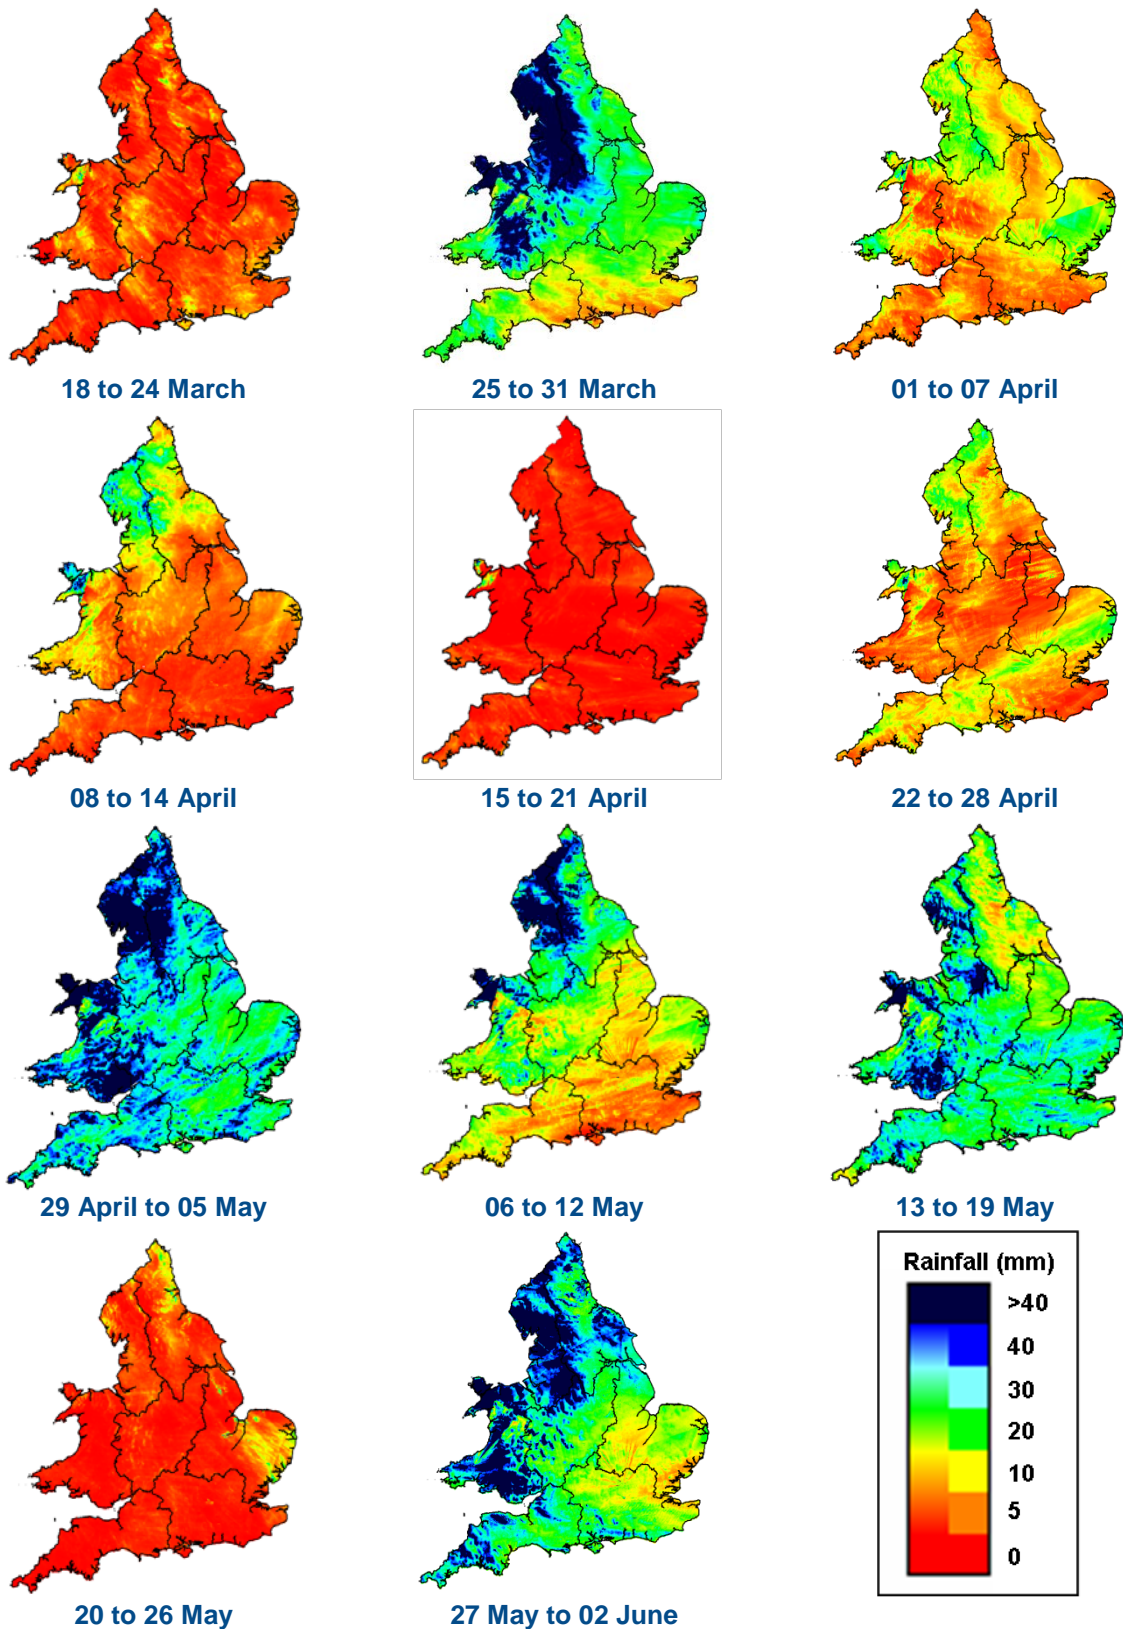 18 to 24 March
25 to 31 March
01 to 07 April
08 to 14 April
15 to 21 April
22 to 28 April
29 April to 05 May
06 to 12 May
13 to 19 May
20 to 26 May
27 May to 02 June
Rainfall (mm)
>40
40
30
20
10
5
0